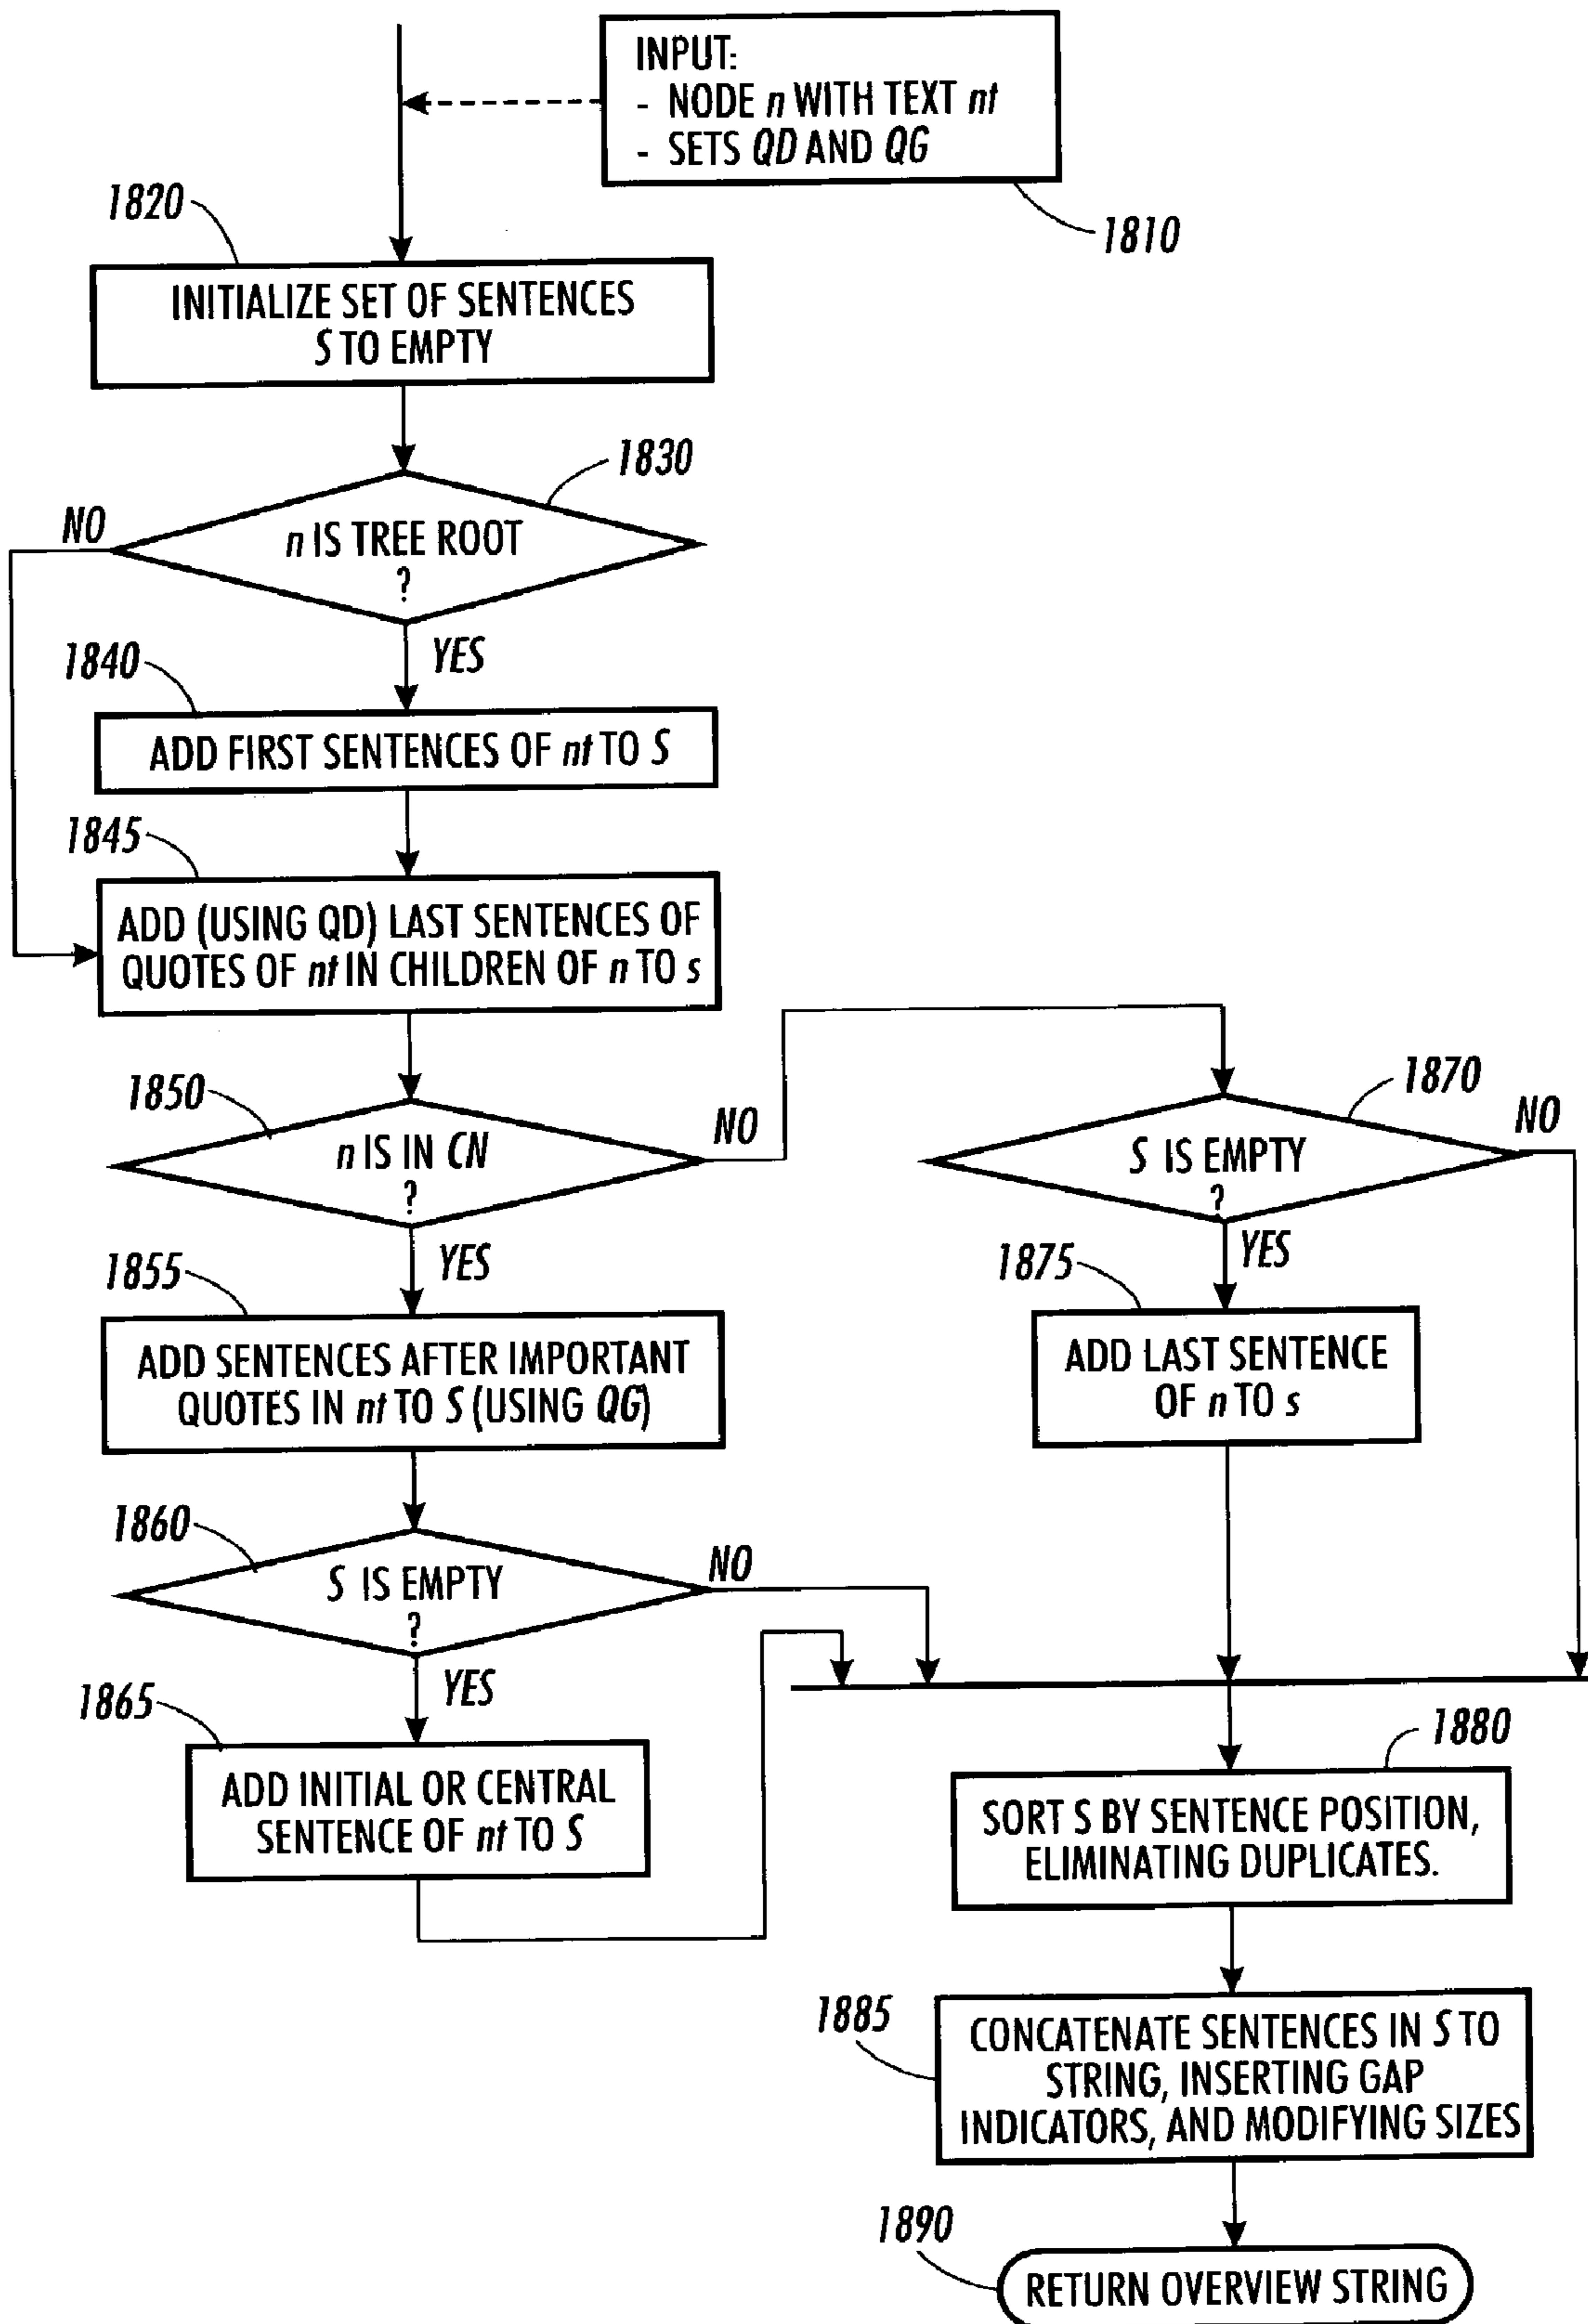 INPUT:
- NODE n WITH TEXT nt
- SETS QD AND QG
1810
1820
INITIALIZE SET OF SENTENCES
S TO EMPTY
1830
NO
n IS TREE ROOT
?
YES
1840
ADD FIRST SENTENCES OF nt TO S
1845
ADD (USING QD) LAST SENTENCES OF
QUOTES OF nt IN CHILDREN OF n TO s
1850
n IS IN CN
?
NO
YES
1870
S IS EMPTY
?
NO
YES
1855
ADD SENTENCES AFTER IMPORTANT
QUOTES IN nt TO S (USING QG)
1875
ADD LAST SENTENCE
OF n TO s
1860
S IS EMPTY
?
NO
YES
1865
ADD INITIAL OR CENTRAL
SENTENCE OF nt TO S
1880
SORT S BY SENTENCE POSITION,
ELIMINATING DUPLICATES.
1885
CONCATENATE SENTENCES IN S TO
STRING, INSERTING GAP
INDICATORS, AND MODIFYING SIZES
1890
RETURN OVERVIEW STRING